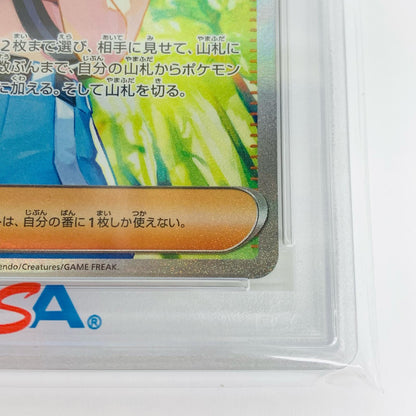 2枚まで選び、相手に見せて、山札に
数ぶんまで、自分の山札からポケモン
に加える。そして山札を切る。
は、自分の番に1枚しか使えない。
endo/Creatures/GAME FREAK.
SA®